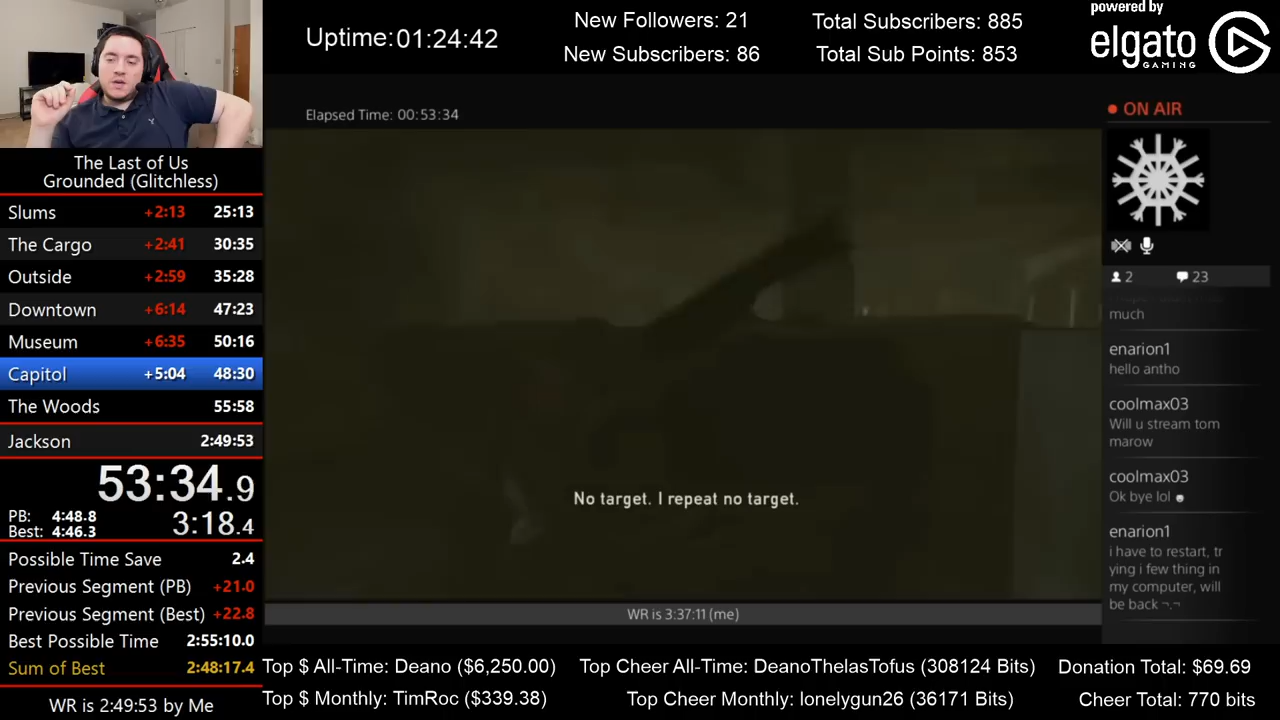 Uptime: 01:24:42
New Followers: 21
New Subscribers: 86
Total Subscribers: 885
Total Sub Points: 853
powered by
elgato
GAMING
Elapsed Time: 00:53:34
ON AIR
2 23
much
enarion1
hello antho
coolmax03
Will u stream tom
marow
coolmax03
Ok bye lol
enarion1
i have to restart, tr
ying i few thing in
my computer, will
be back ¬.¬
The Last of Us
Grounded (Glitchless)
Slums +2:13 25:13
The Cargo +2:41 30:35
Outside +2:59 35:28
Downtown +6:14 47:23
Museum +6:35 50:16
Capitol +5:04 48:30
The Woods 55:58
Jackson 2:49:53
53:34.9
PB: 4:48.8
Best: 4:46.3
3:18.4
Possible Time Save 2.4
Previous Segment (PB) +21.0
Previous Segment (Best) +22.8
Best Possible Time 2:55:10.0
Sum of Best 2:48:17.4
WR is 2:49:53 by Me
No target. I repeat no target.
WR is 3:37:11 (me)
Top $ All-Time: Deano ($6,250.00)
Top Cheer All-Time: DeanoThelasTofus (308124 Bits)
Donation Total: $69.69
Top $ Monthly: TimRoc ($339.38)
Top Cheer Monthly: lonelygun26 (36171 Bits)
Cheer Total: 770 bits